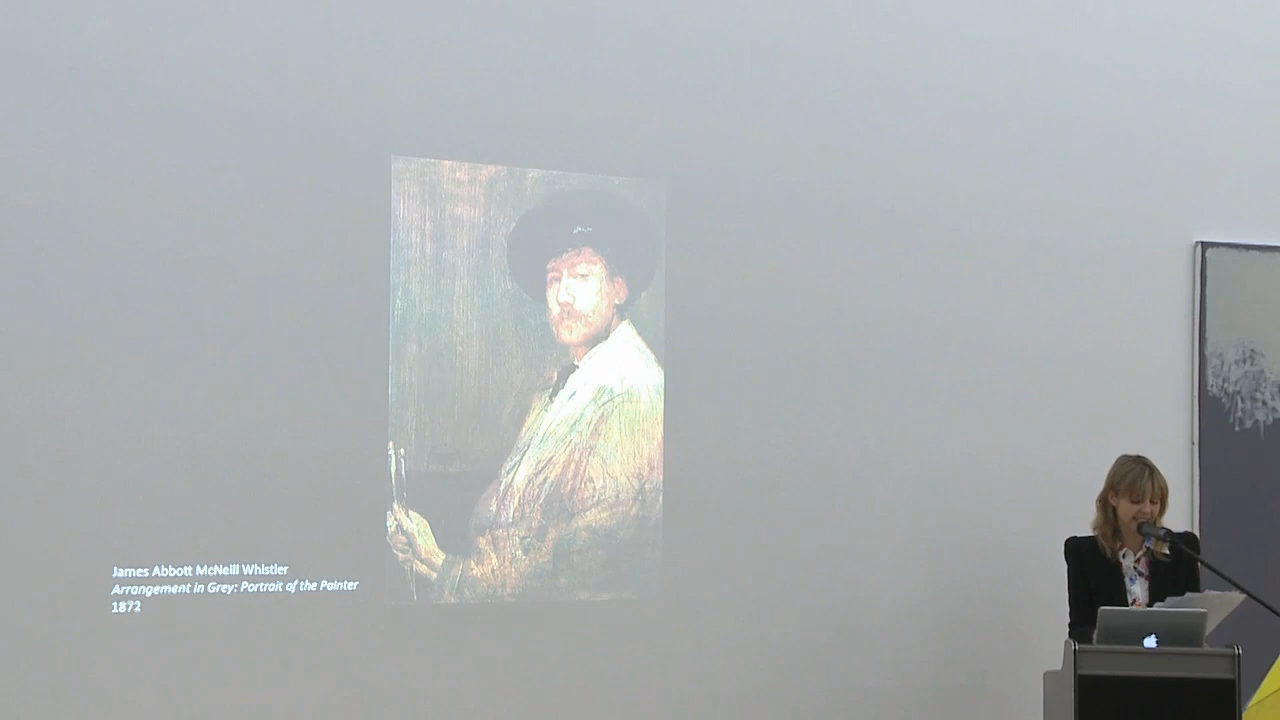 James Abbott McNeill Whistler
Arrangement in Grey: Portrait of the Painter
1872